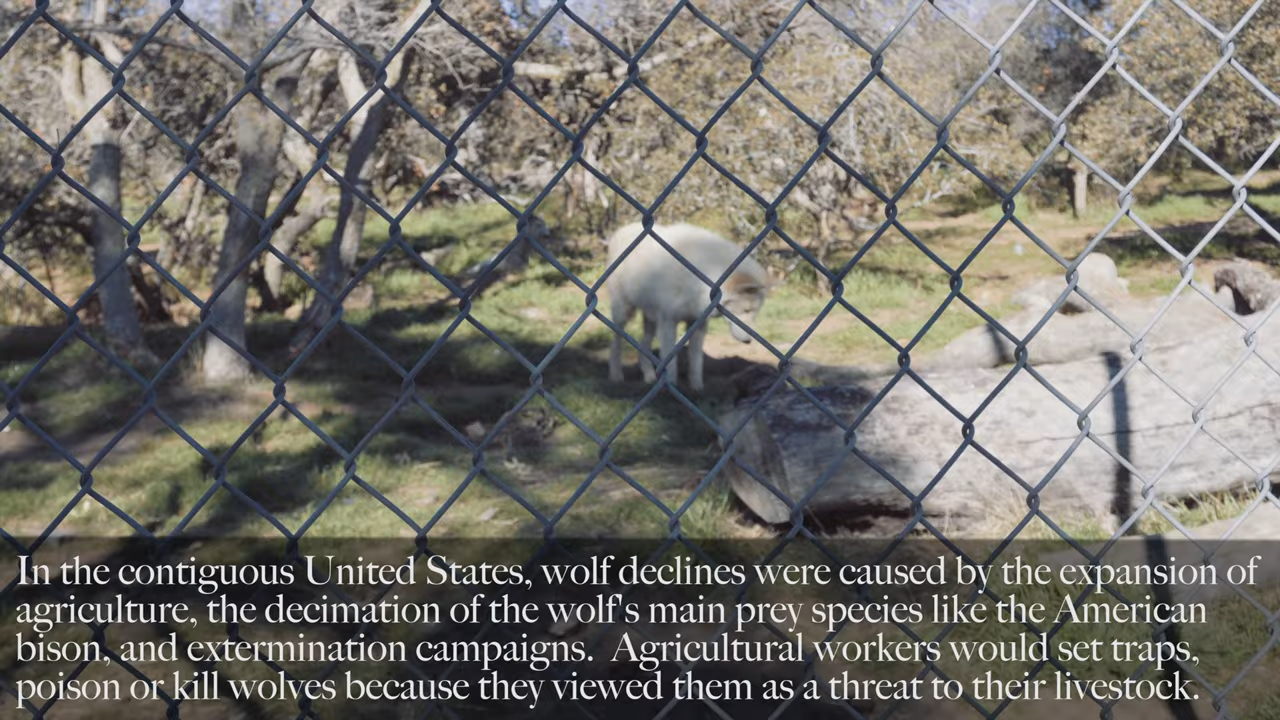 In the contiguous United States, wolf declines were caused by the expansion of
agriculture, the decimation of the wolf's main prey species like the American
bison, and extermination campaigns.  Agricultural workers would set traps,
poison or kill wolves because they viewed them as a threat to their livestock.